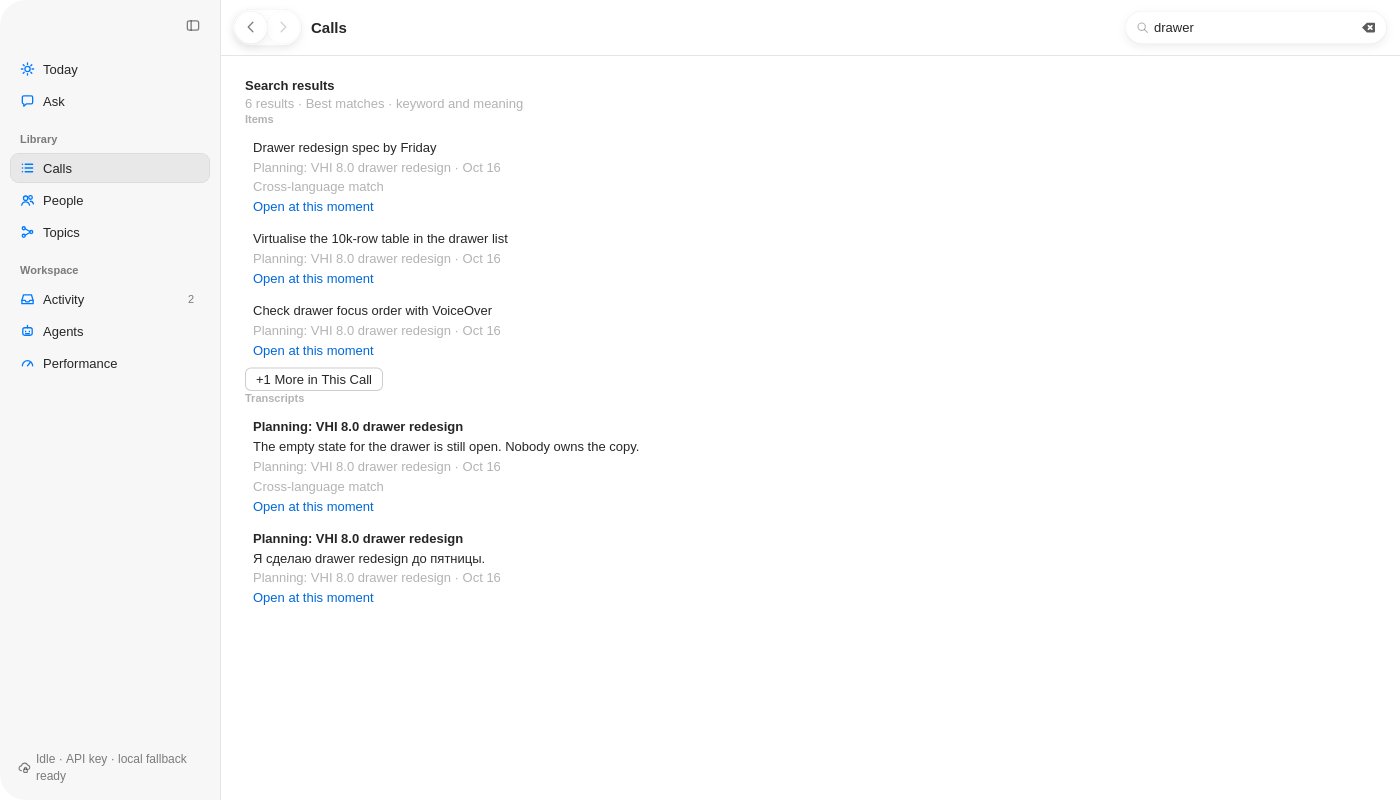 Calls
drawer
Today
Ask
Library
Calls
People
Topics
Workspace
Activity 2
Agents
Performance
Idle · API key · local fallback
ready
Search results
6 results · Best matches · keyword and meaning
Items
Drawer redesign spec by Friday
Planning: VHI 8.0 drawer redesign · Oct 16
Cross-language match
Open at this moment
Virtualise the 10k-row table in the drawer list
Planning: VHI 8.0 drawer redesign · Oct 16
Open at this moment
Check drawer focus order with VoiceOver
Planning: VHI 8.0 drawer redesign · Oct 16
Open at this moment
+1 More in This Call
Transcripts
Planning: VHI 8.0 drawer redesign
The empty state for the drawer is still open. Nobody owns the copy.
Planning: VHI 8.0 drawer redesign · Oct 16
Cross-language match
Open at this moment
Planning: VHI 8.0 drawer redesign
Я сделаю drawer redesign до пятницы.
Planning: VHI 8.0 drawer redesign · Oct 16
Open at this moment